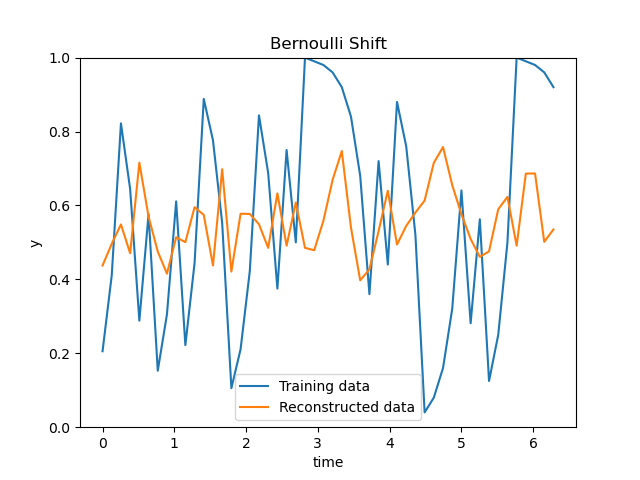 Bernoulli Shift
1.0
0.8
0.6
0.4
0.2
0.0
y
Training data
Reconstructed data
0 1 2 3 4 5 6
time